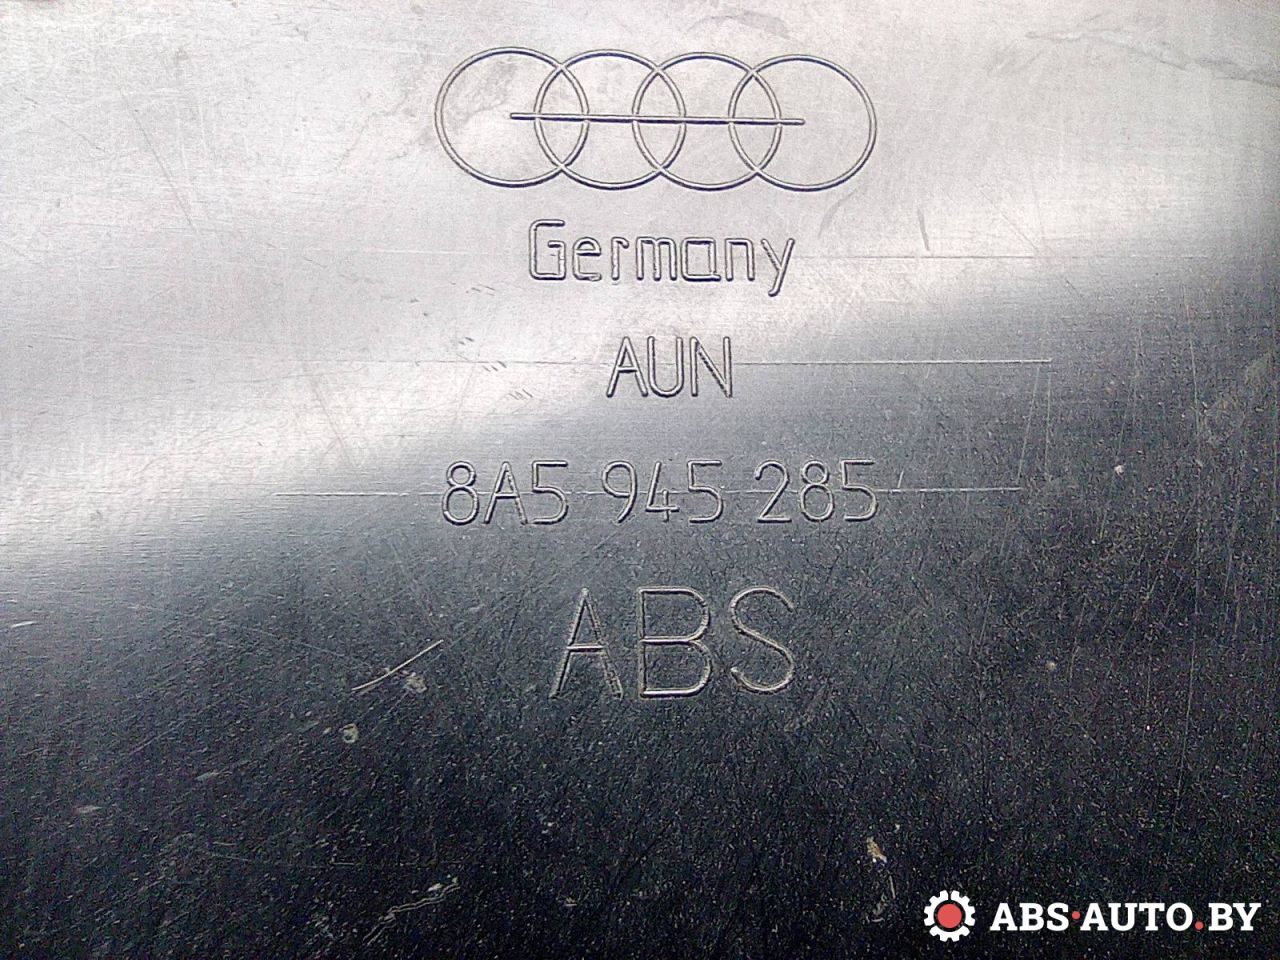 Germany
AUN
8A5 945 285
ABS
ABS·AUTO.BY